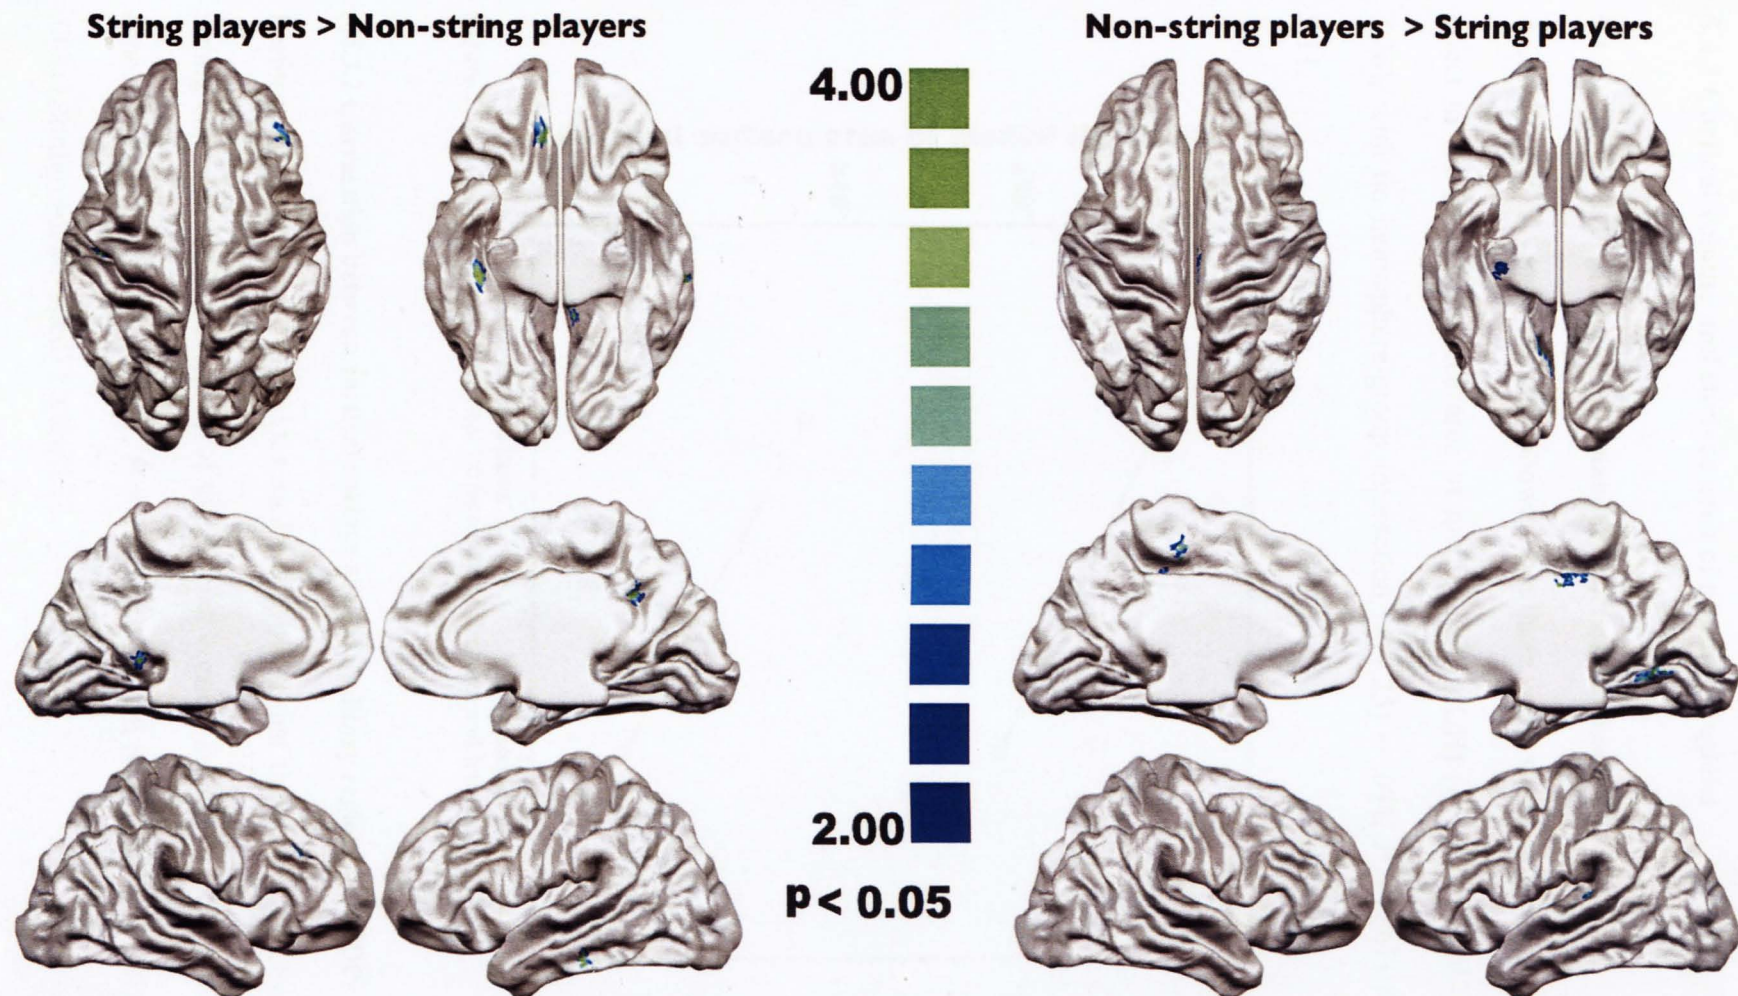 String players > Non-string players
Non-string players > String players
4.00
2.00
p< 0.05